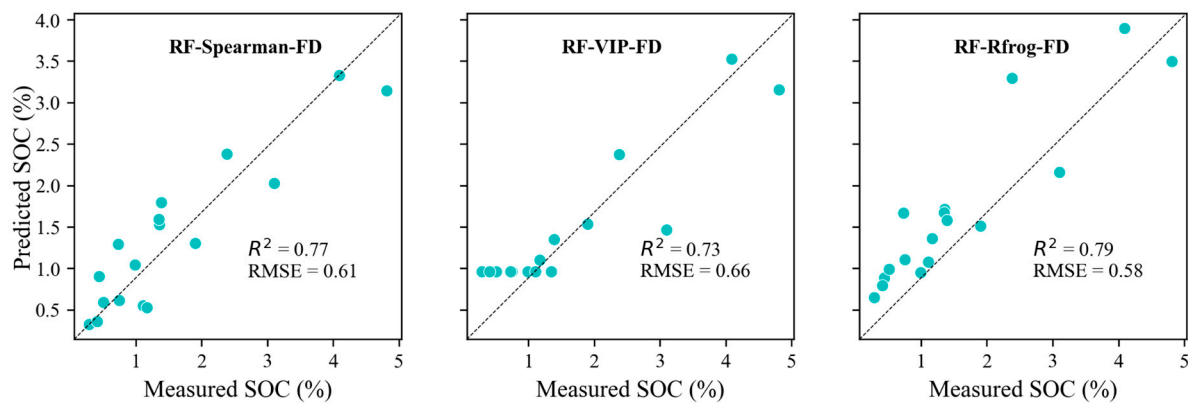 RF-Spearman-FD
RF-VIP-FD
RF-Rfrog-FD
Predicted SOC (%)
4.0
3.5
3.0
2.5
2.0
1.5
1.0
0.5
R² = 0.77
RMSE = 0.61
R² = 0.73
RMSE = 0.66
R² = 0.79
RMSE = 0.58
1 2 3 4 5
1 2 3 4 5
1 2 3 4 5
Measured SOC (%)
Measured SOC (%)
Measured SOC (%)